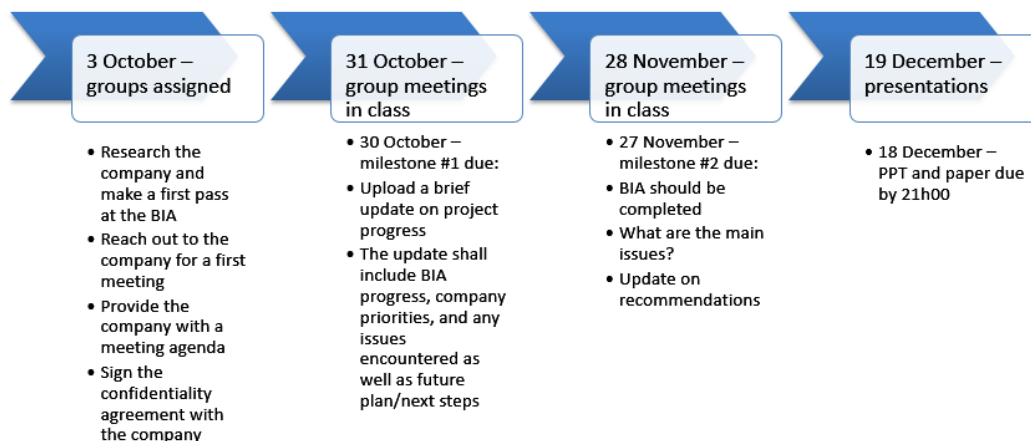 3 October –
groups assigned
• Research the
company and
make a first pass
at the BIA
• Reach out to the
company for a first
meeting
• Provide the
company with a
meeting agenda
• Sign the
confidentiality
agreement with
the company
31 October –
group meetings
in class
• 30 October –
milestone #1 due:
• Upload a brief
update on project
progress
• The update shall
include BIA
progress, company
priorities, and any
issues
encountered as
well as future
plan/next steps
28 November –
group meetings
in class
• 27 November –
milestone #2 due:
• BIA should be
completed
• What are the main
issues?
• Update on
recommendations
19 December –
presentations
• 18 December –
PPT and paper due
by 21h00